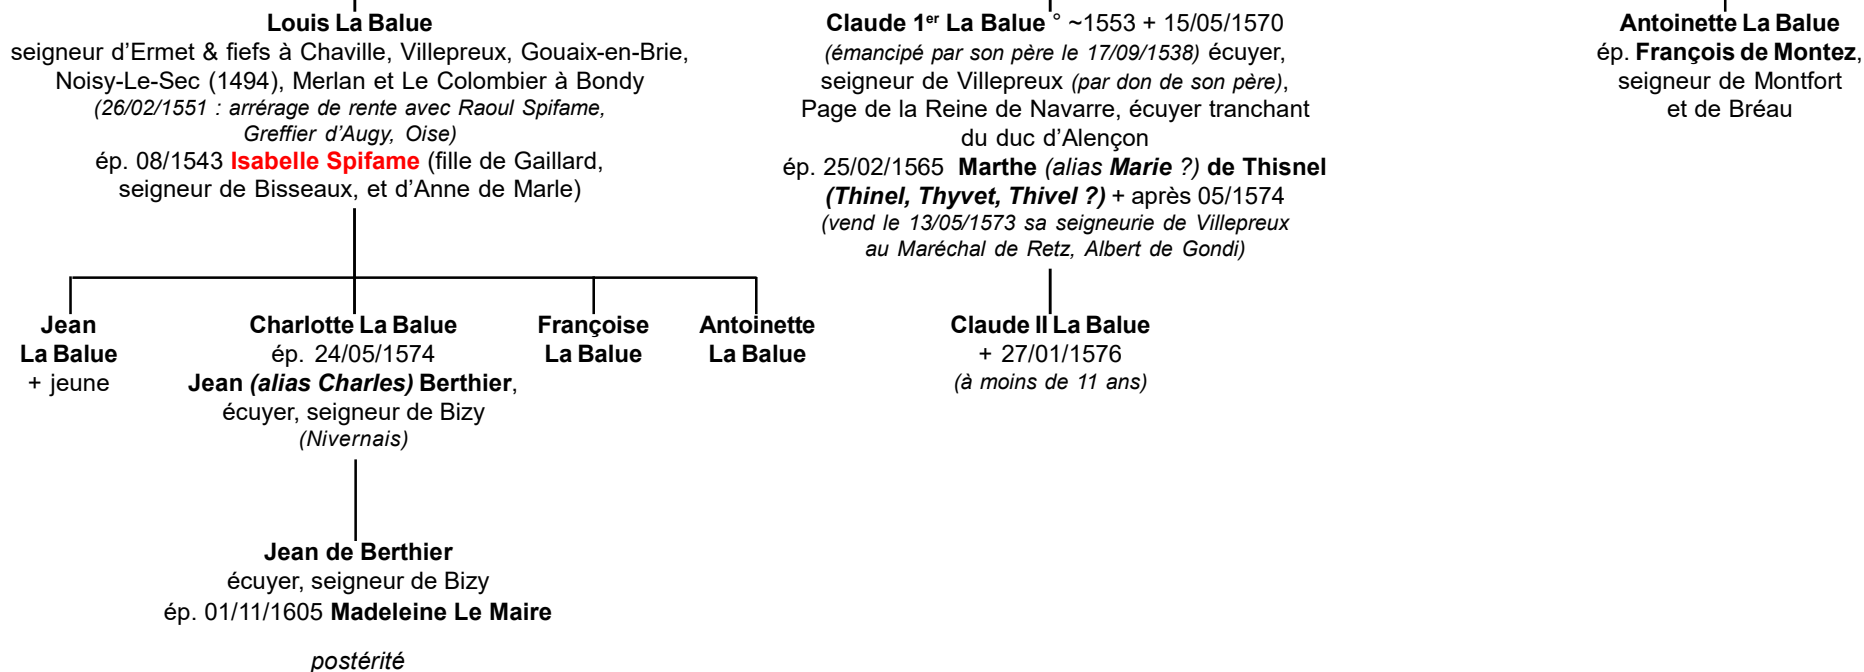 Louis La Balue
seigneur d’Ermet & fiefs à Chaville, Villepreux, Gouaix-en-Brie,
Noisy-Le-Sec (1494), Merlan et Le Colombier à Bondy
(26/02/1551 : arrérage de rente avec Raoul Spifame,
Greffier d’Augy, Oise)
ép. 08/1543 Isabelle Spifame (fille de Gaillard,
seigneur de Bisseaux, et d’Anne de Marle)
Claude 1er La Balue ° ~1553 + 15/05/1570
(émancipé par son père le 17/09/1538) écuyer,
seigneur de Villepreux (par don de son père),
Page de la Reine de Navarre, écuyer tranchant
du duc d’Alençon
ép. 25/02/1565 Marthe (alias Marie ?) de Thisnel
(Thinel, Thyvet, Thivel ?) + après 05/1574
(vend le 13/05/1573 sa seigneurie de Villepreux
au Maréchal de Retz, Albert de Gondi)
Antoinette La Balue
ép. François de Montez,
seigneur de Montfort
et de Bréau
Jean
La Balue
+ jeune
Charlotte La Balue
ép. 24/05/1574
Jean (alias Charles) Berthier,
écuyer, seigneur de Bizy
(Nivernais)
Françoise
La Balue
Antoinette
La Balue
Claude II La Balue
+ 27/01/1576
(à moins de 11 ans)
Jean de Berthier
écuyer, seigneur de Bizy
ép. 01/11/1605 Madeleine Le Maire
postérité